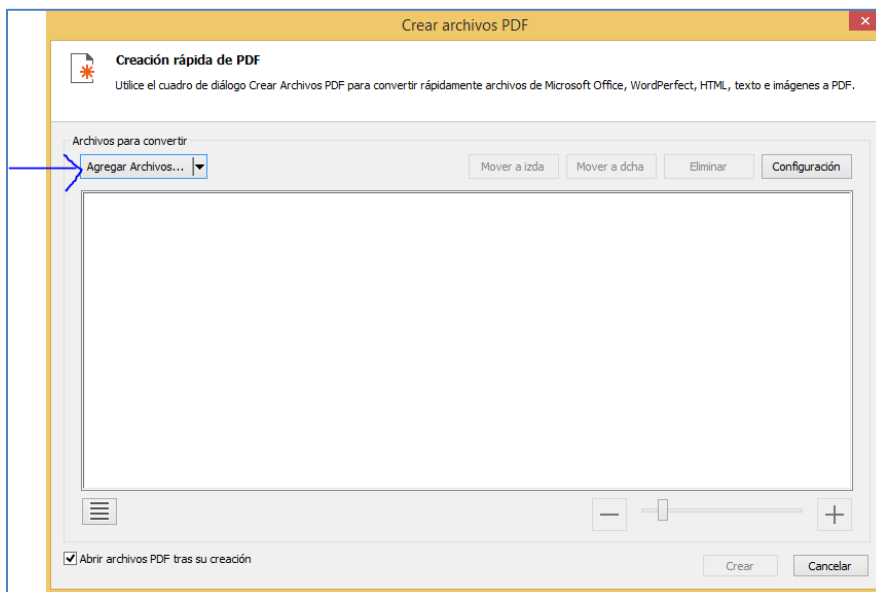 Crear archivos PDF
Creación rápida de PDF
Utilice el cuadro de diálogo Crear Archivos PDF para convertir rápidamente archivos de Microsoft Office, WordPerfect, HTML, texto e imágenes a PDF.
Archivos para convertir
Agregar Archivos...
Mover a izda
Mover a dcha
Eliminar
Configuración
Abrir archivos PDF tras su creación
Crear
Cancelar